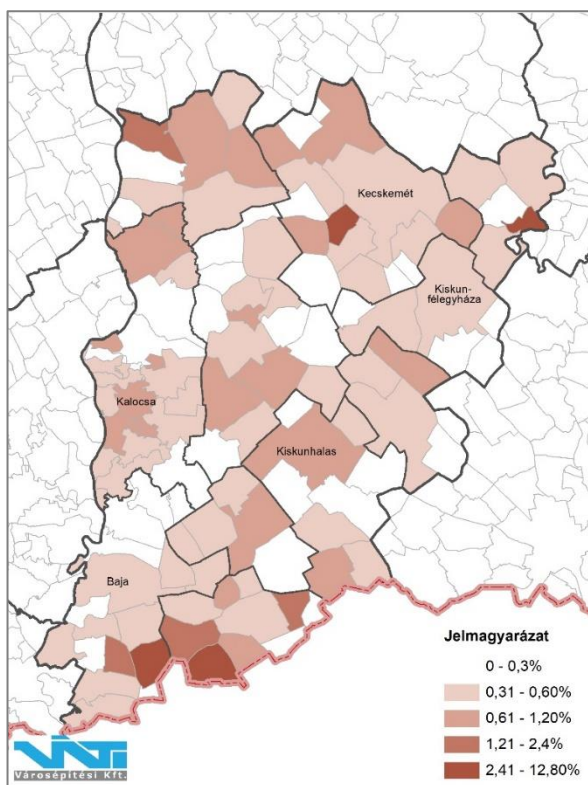 Kecskemét
Kiskun-
félegyháza
Kalocsa
Kiskunhalas
Baja
Jelmagyarázat
0 - 0,3%
0,31 - 0,60%
0,61 - 1,20%
1,21 - 2,4%
2,41 - 12,80%
VÁTI
Városépítési Kft.